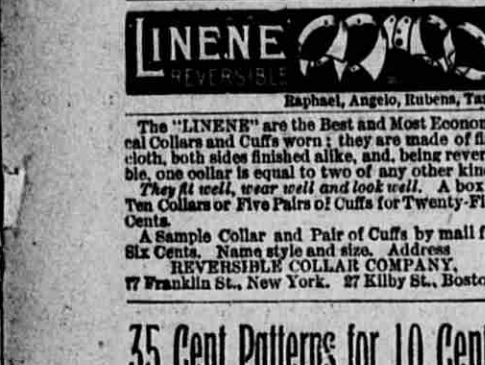 LINENE
REVERSIBLE
Raphael, Angelo, Rubens, Tas
The "LINENE" are the Best and Most Econom
cal Collars and Cuffs worn; they are made of fi
cloth, both sides finished alike, and, being rever
ble, one collar is equal to two of any other kin
They fit well, wear well and look well. A box
Ten Collars or Five Pairs of Cuffs for Twenty-Fi
Cents.
A Sample Collar and Pair of Cuffs by mail f
Six Cents. Name style and size. Address
REVERSIBLE COLLAR COMPANY,
77 Franklin St., New York. 27 Kilby St., Bosto
35 Cent Patterns for 10 Cent